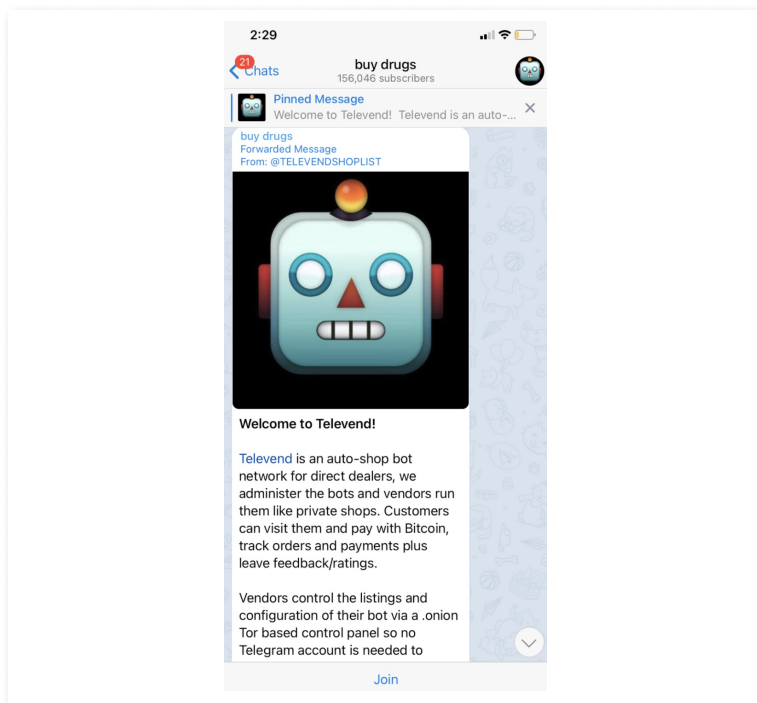 2:29
21
Chats
buy drugs
156,046 subscribers
Pinned Message
Welcome to Televend!  Televend is an auto-...
buy drugs
Forwarded Message
From: @TELEVENDSHOPLIST
Welcome to Televend!
Televend is an auto-shop bot
network for direct dealers, we
administer the bots and vendors run
them like private shops. Customers
can visit them and pay with Bitcoin,
track orders and payments plus
leave feedback/ratings.
Vendors control the listings and
configuration of their bot via a .onion
Tor based control panel so no
Telegram account is needed to
Join